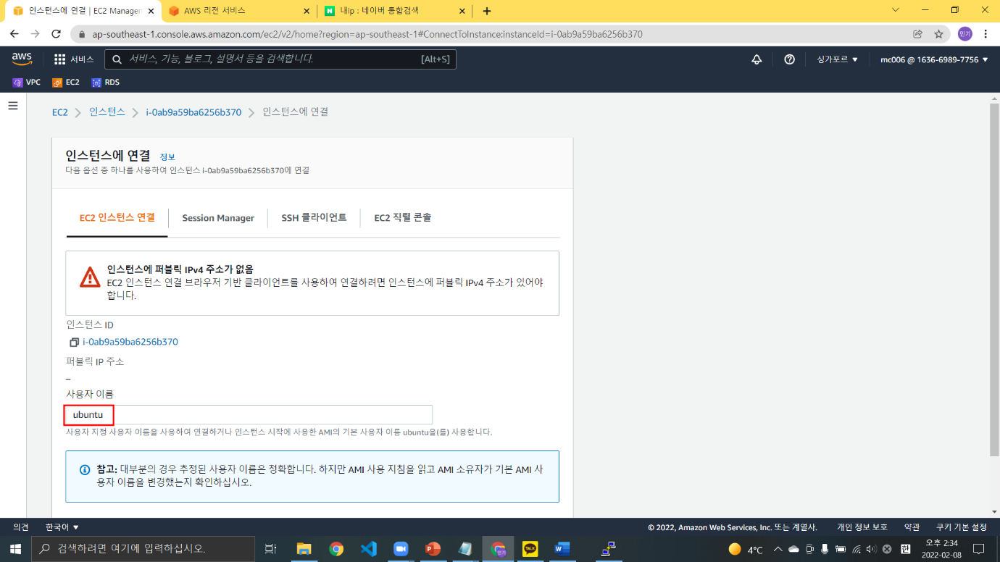 인스턴스에 연결 | EC2 Manager
AWS 리전 서비스
내ip : 네이버 통합검색
ap-southeast-1.console.aws.amazon.com/ec2/v2/home?region=ap-southeast-1#ConnectToInstance:instanceId=i-0ab9a59ba6256b370
민기
aws
서비스
서비스, 기능, 블로그, 설명서 등을 검색합니다.
[Alt+S]
싱가포르
mc006 @ 1636-6989-7756
VPC
EC2
RDS
EC2
인스턴스
i-0ab9a59ba6256b370
인스턴스에 연결
인스턴스에 연결 정보
다음 옵션 중 하나를 사용하여 인스턴스 i-0ab9a59ba6256b370에 연결
EC2 인스턴스 연결
Session Manager
SSH 클라이언트
EC2 직렬 콘솔
인스턴스에 퍼블릭 IPv4 주소가 없음
EC2 인스턴스 연결 브라우저 기반 클라이언트를 사용하여 연결하려면 인스턴스에 퍼블릭 IPv4 주소가 있어야
합니다.
인스턴스 ID
i-0ab9a59ba6256b370
퍼블릭 IP 주소
–
사용자 이름
ubuntu
사용자 지정 사용자 이름을 사용하여 연결하거나 인스턴스 시작에 사용한 AMI의 기본 사용자 이름 ubuntu을(를) 사용합니다.
참고: 대부분의 경우 추정된 사용자 이름은 정확합니다. 하지만 AMI 사용 지침을 읽고 AMI 소유자가 기본 AMI 사
용자 이름을 변경했는지 확인하십시오.
의견
한국어
© 2022, Amazon Web Services, Inc. 또는 계열사.
개인 정보 보호
약관
쿠키 기본 설정
검색하려면 여기에 입력하십시오.
4°C
한
오후 2:34
2022-02-08